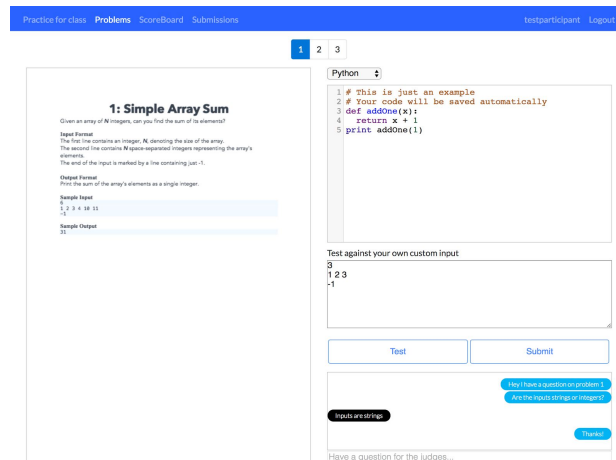 Practice for class Problems ScoreBoard Submissions testparticipant Logout
1 2 3
1: Simple Array Sum
Given an array of N integers, can you find the sum of its elements?
Input Format
The first line contains an integer, N, denoting the size of the array.
The second line contains N space-separated integers representing the array's
elements.
The end of the input is marked by a line containing just -1.
Output Format
Print the sum of the array's elements as a single integer.
Sample Input
6
1 2 3 4 10 11
-1
Sample Output
31
Python
1 # This is just an example
2 # Your code will be saved automatically
3 def addOne(x):
4 return x + 1
5 print addOne(1)
Test against your own custom input
3
1 2 3
-1
Test Submit
Hey I have a question on problem 1
Are the inputs strings or integers?
Inputs are strings
Thanks!
Have a question for the judges...